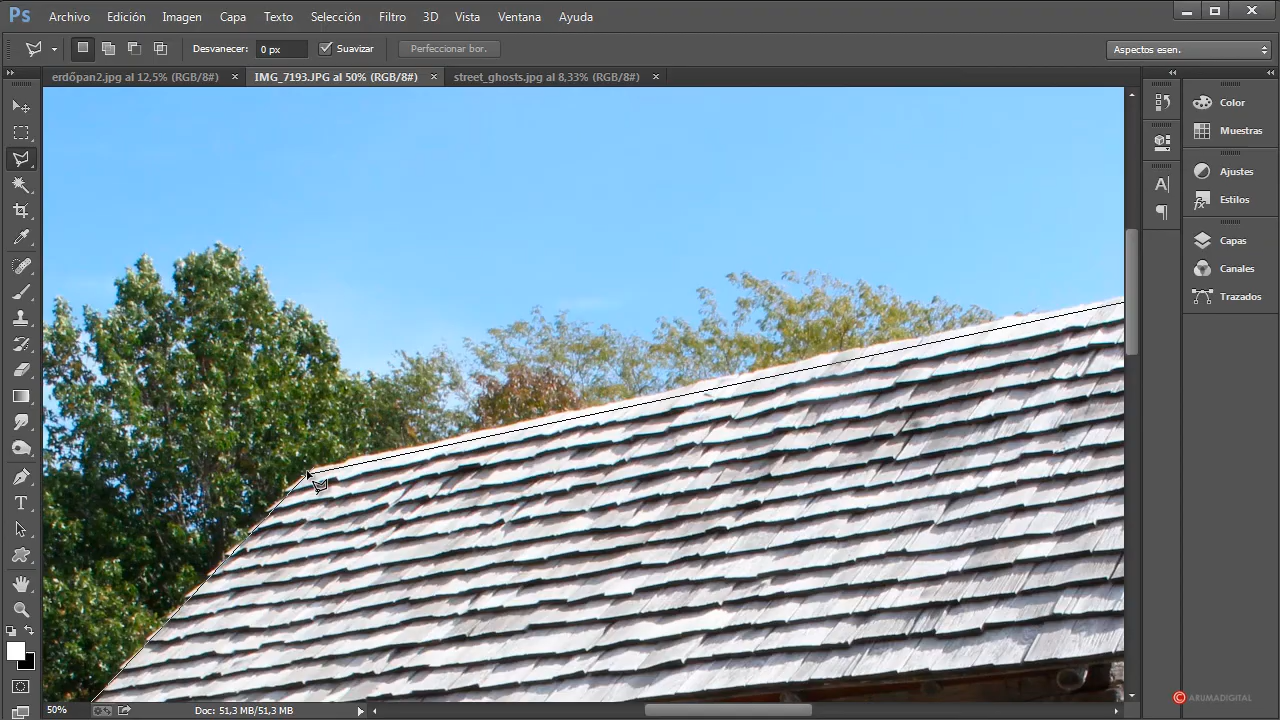 Ps Archivo Edición Imagen Capa Texto Selección Filtro 3D Vista Ventana Ayuda
Desvanecer: 0 px Suavizar Perfeccionar bor. Aspectos esen.
erdőpan2.jpg al 12,5% (RGB/8#) × IMG_7193.JPG al 50% (RGB/8#) × street_ghosts.jpg al 8,33% (RGB/8#) ×
Color
Muestras
Ajustes
Estilos
Capas
Canales
Trazados
50% Doc: 51,3 MB/51,3 MB
© ARUMADIGITAL